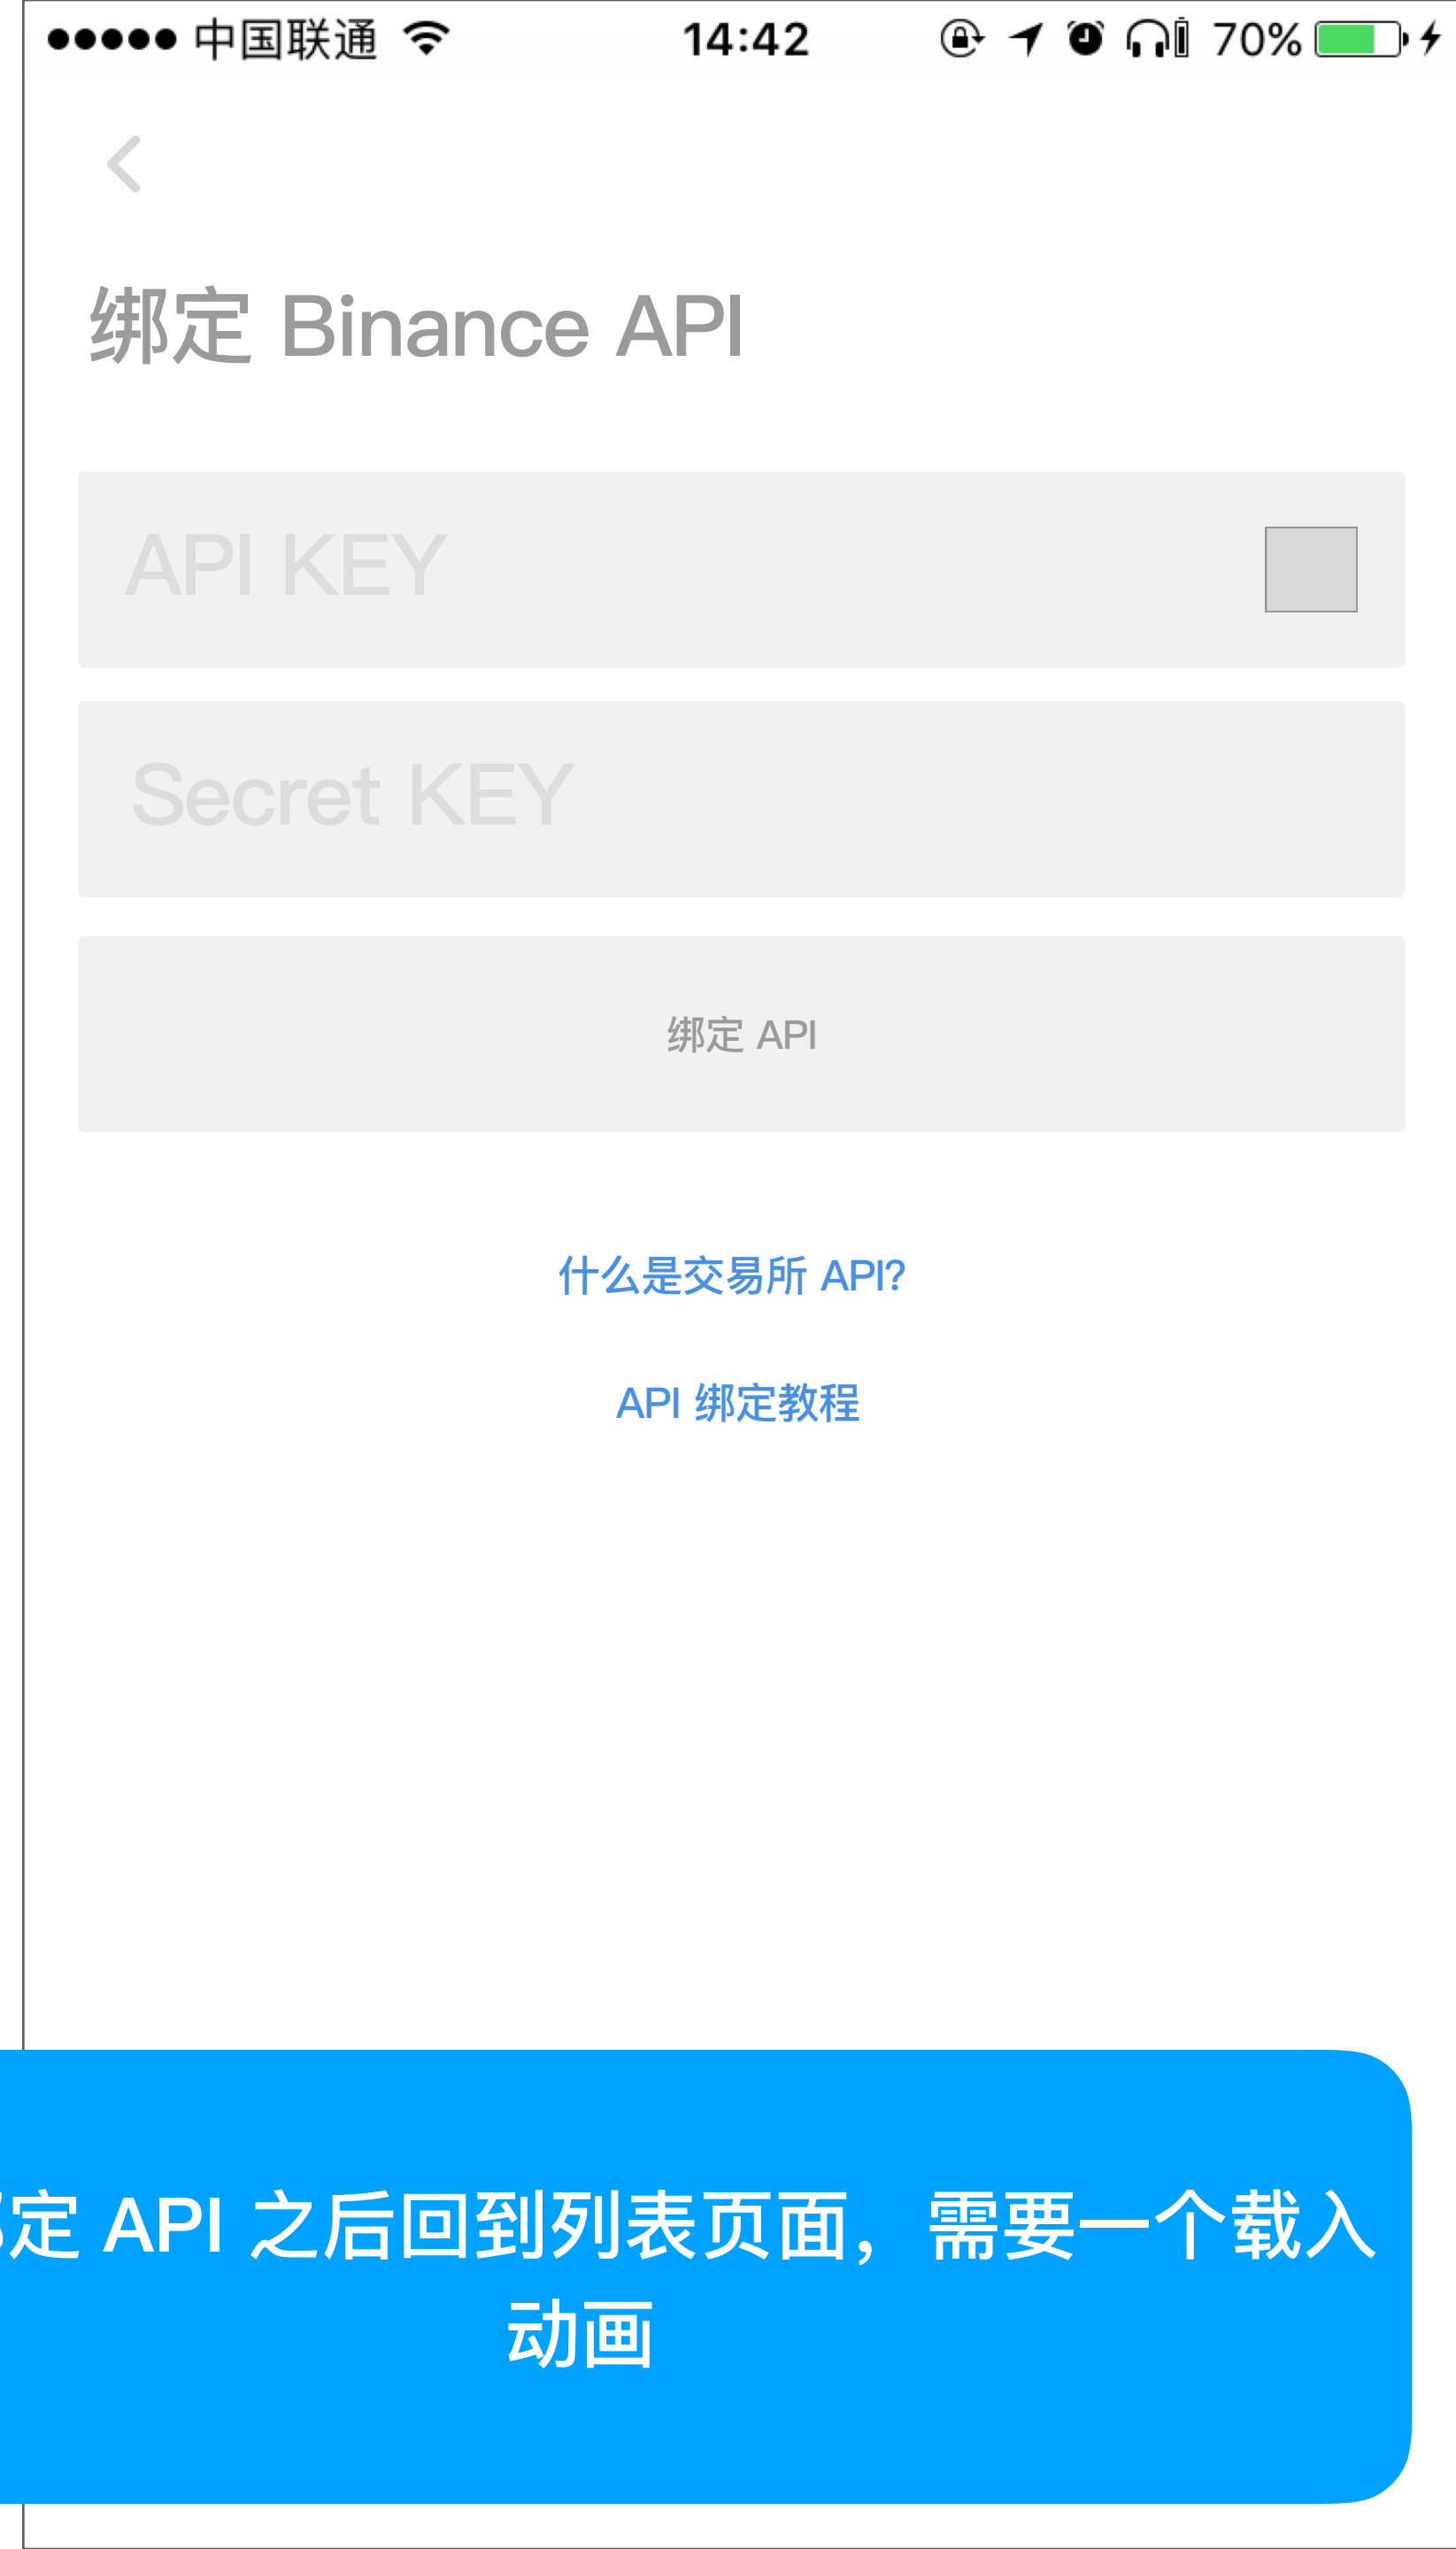 中国联通
14:42
70%
绑定 Binance API
API KEY
Secret KEY
绑定 API
什么是交易所 API?
API 绑定教程
定 API 之后回到列表页面，需要一个载入
动画